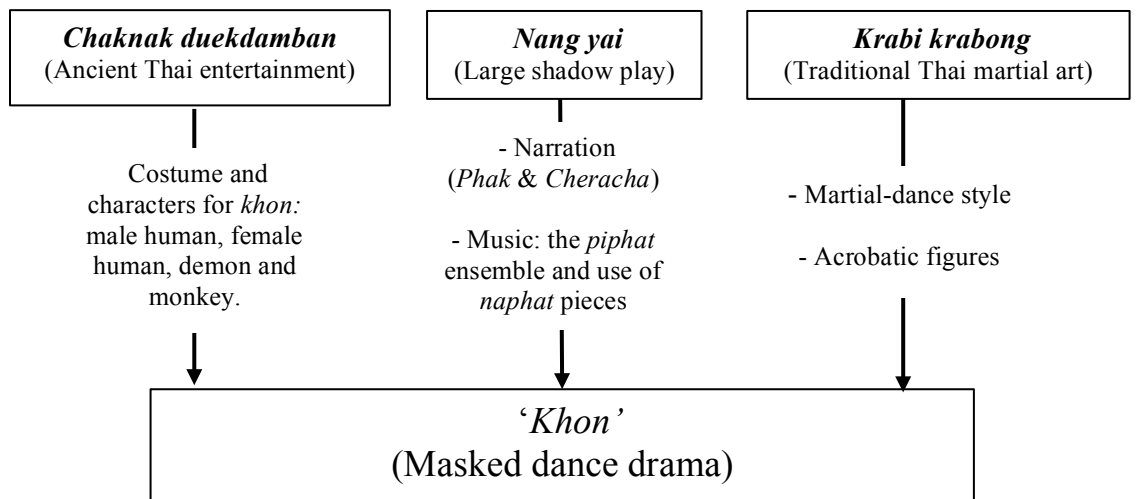 Chaknak duekdamban
(Ancient Thai entertainment)
Nang yai
(Large shadow play)
Krabi krabong
(Traditional Thai martial art)
Costume and
characters for khon:
male human, female
human, demon and
monkey.
- Narration
(Phak & Cheracha)
- Music: the piphat
ensemble and use of
naphat pieces
- Martial-dance style
- Acrobatic figures
‘Khon’
(Masked dance drama)